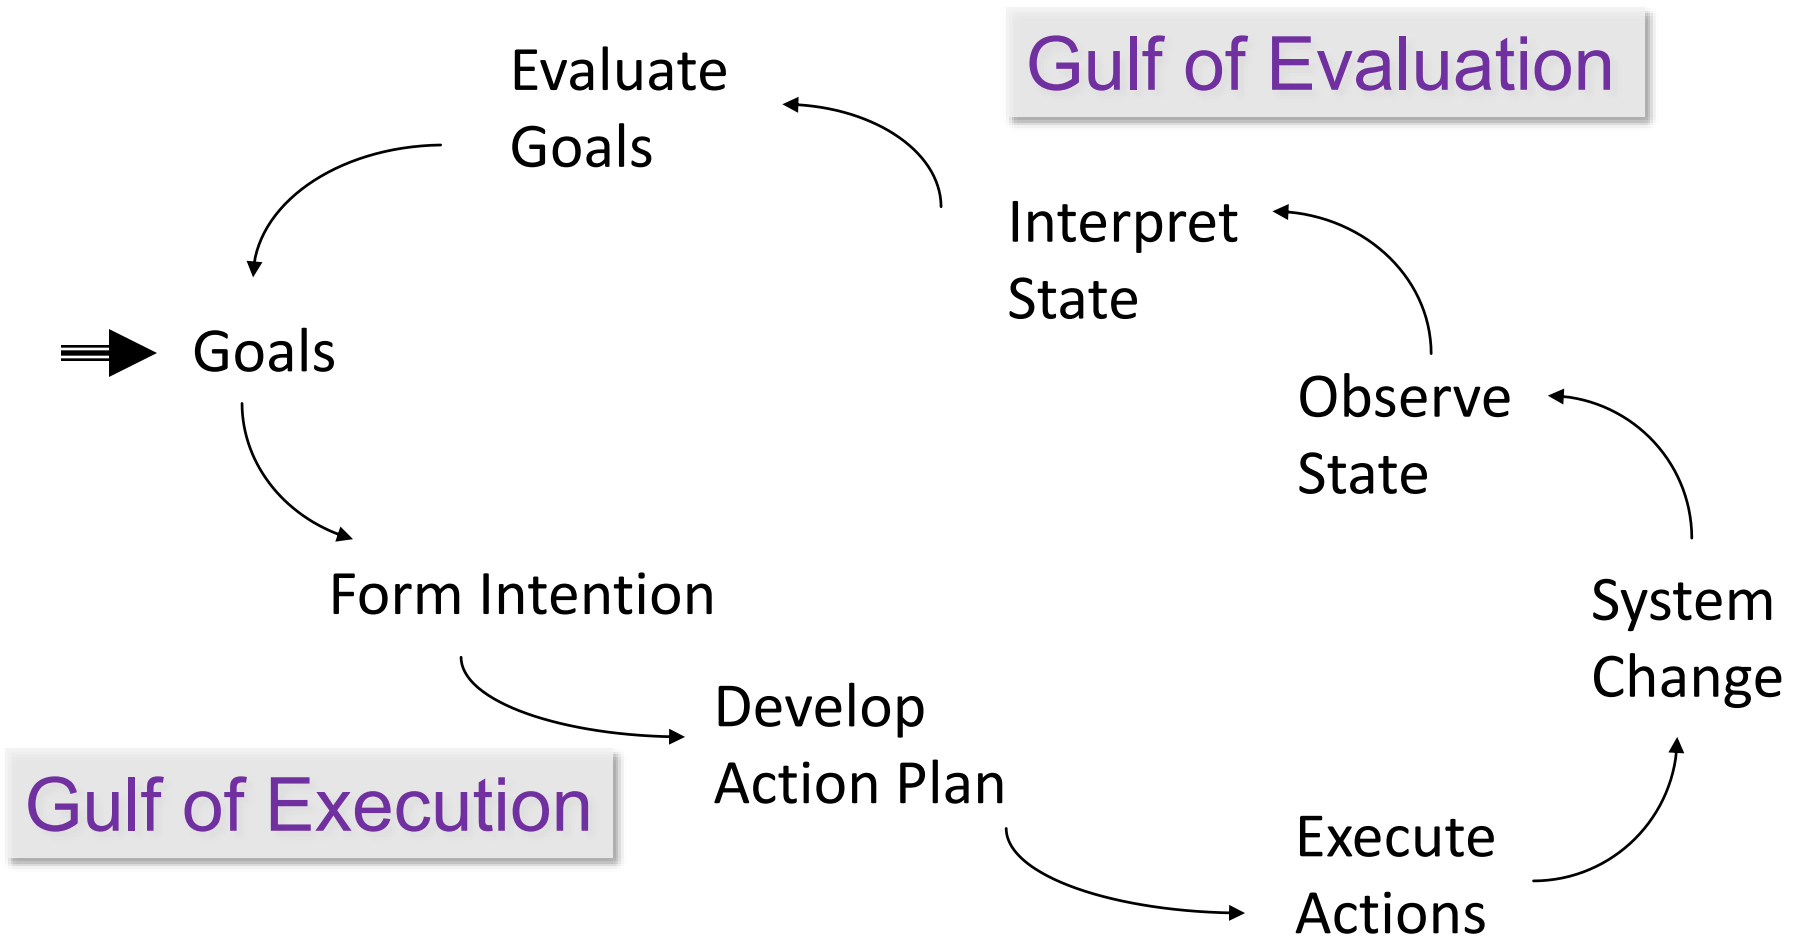 Gulf of Evaluation
Evaluate
Goals
Interpret
State
Goals
Observe
State
Form Intention
System
Change
Develop
Action Plan
Gulf of Execution
Execute
Actions